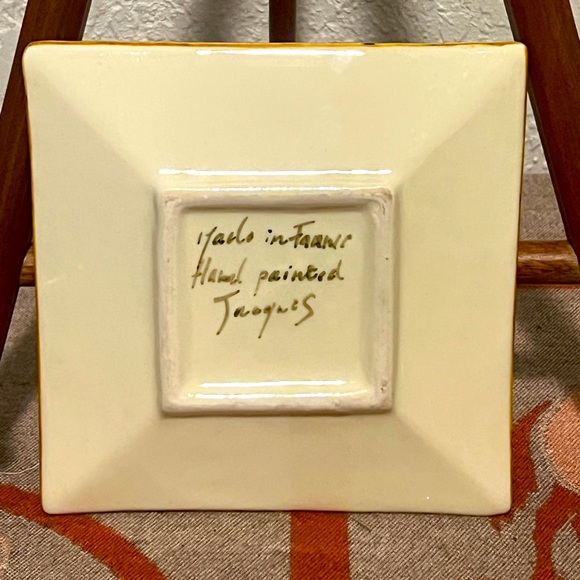 Made in France
Hand painted
Jacques